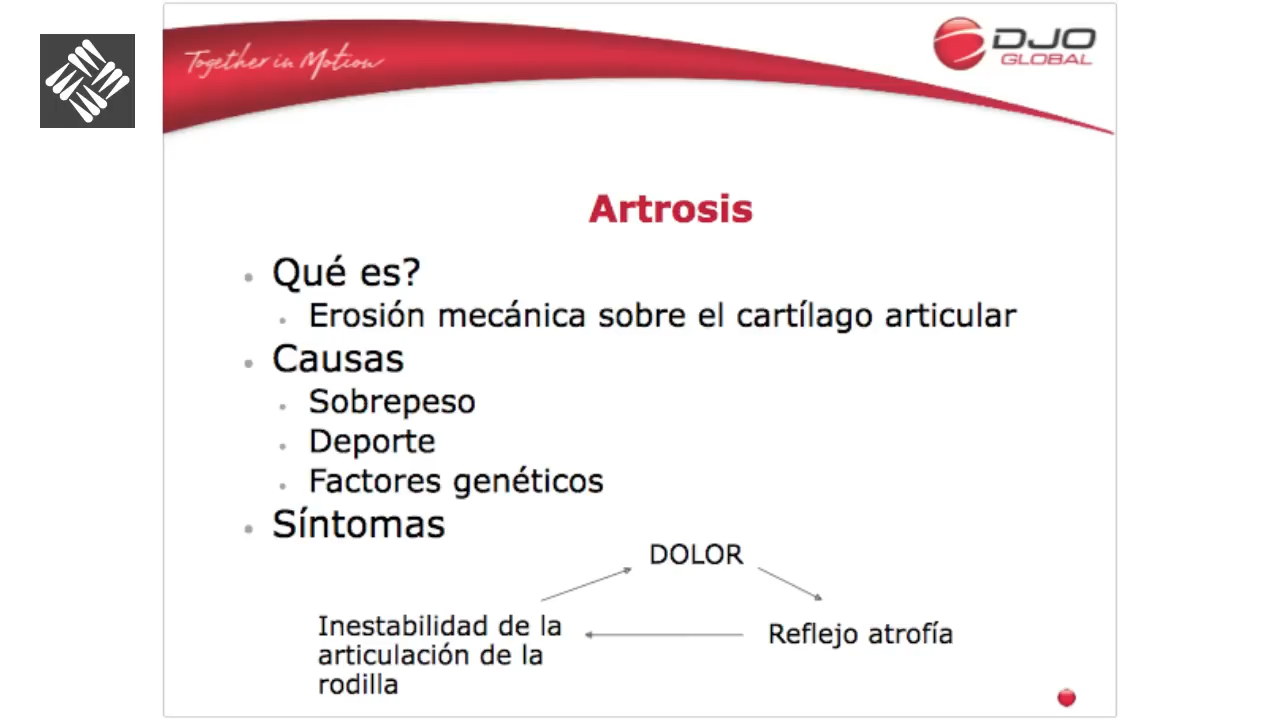 Together in Motion
DJO
GLOBAL
Artrosis
Qué es?
Erosión mecánica sobre el cartílago articular
Causas
Sobrepeso
Deporte
Factores genéticos
Síntomas
DOLOR
Inestabilidad de la
articulación de la
rodilla
Reflejo atrofía